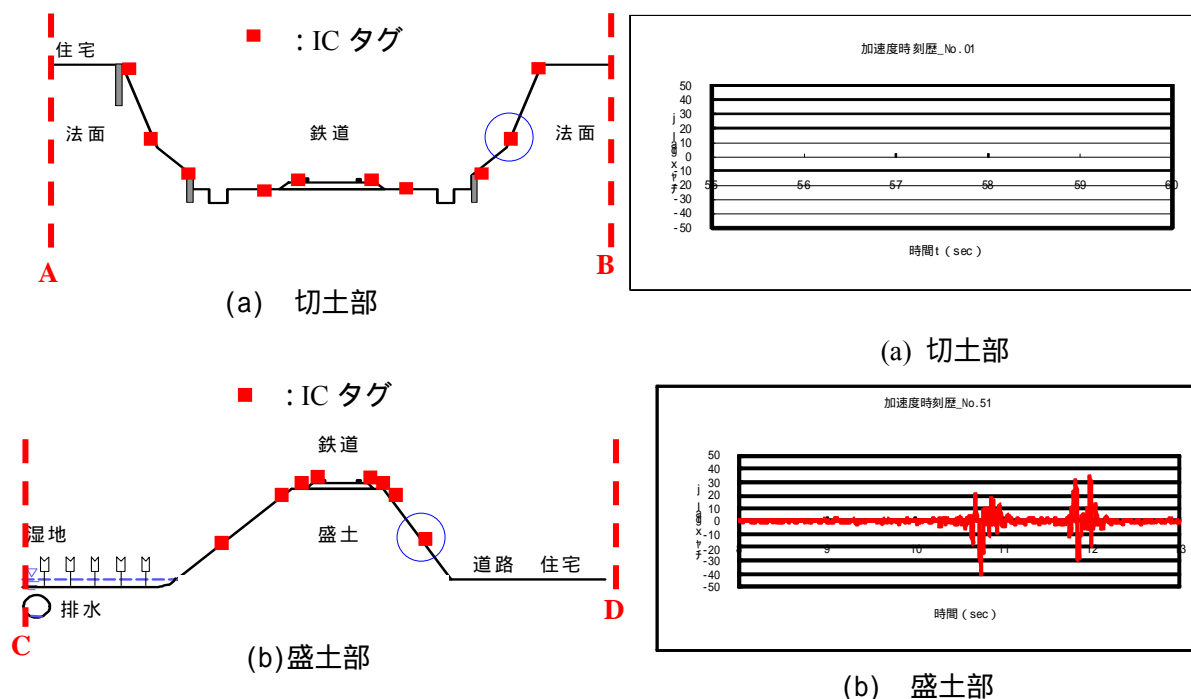 ■ : IC タグ
住宅
法面
鉄道
法面
A
B
(a) 切土部
加速度時刻歴_No.01
50
40
30
20
10
0
-10
-20
-30
-40
-50
55 56 57 58 59 60
時間t（sec）
(a) 切土部
■ : IC タグ
鉄道
湿地
盛土
道路 住宅
排水
C
D
(b)盛土部
加速度時刻歴_No.51
50
40
30
20
10
0
-10
-20
-30
-40
-50
9 11 12 13
時間（sec）
(b) 盛土部